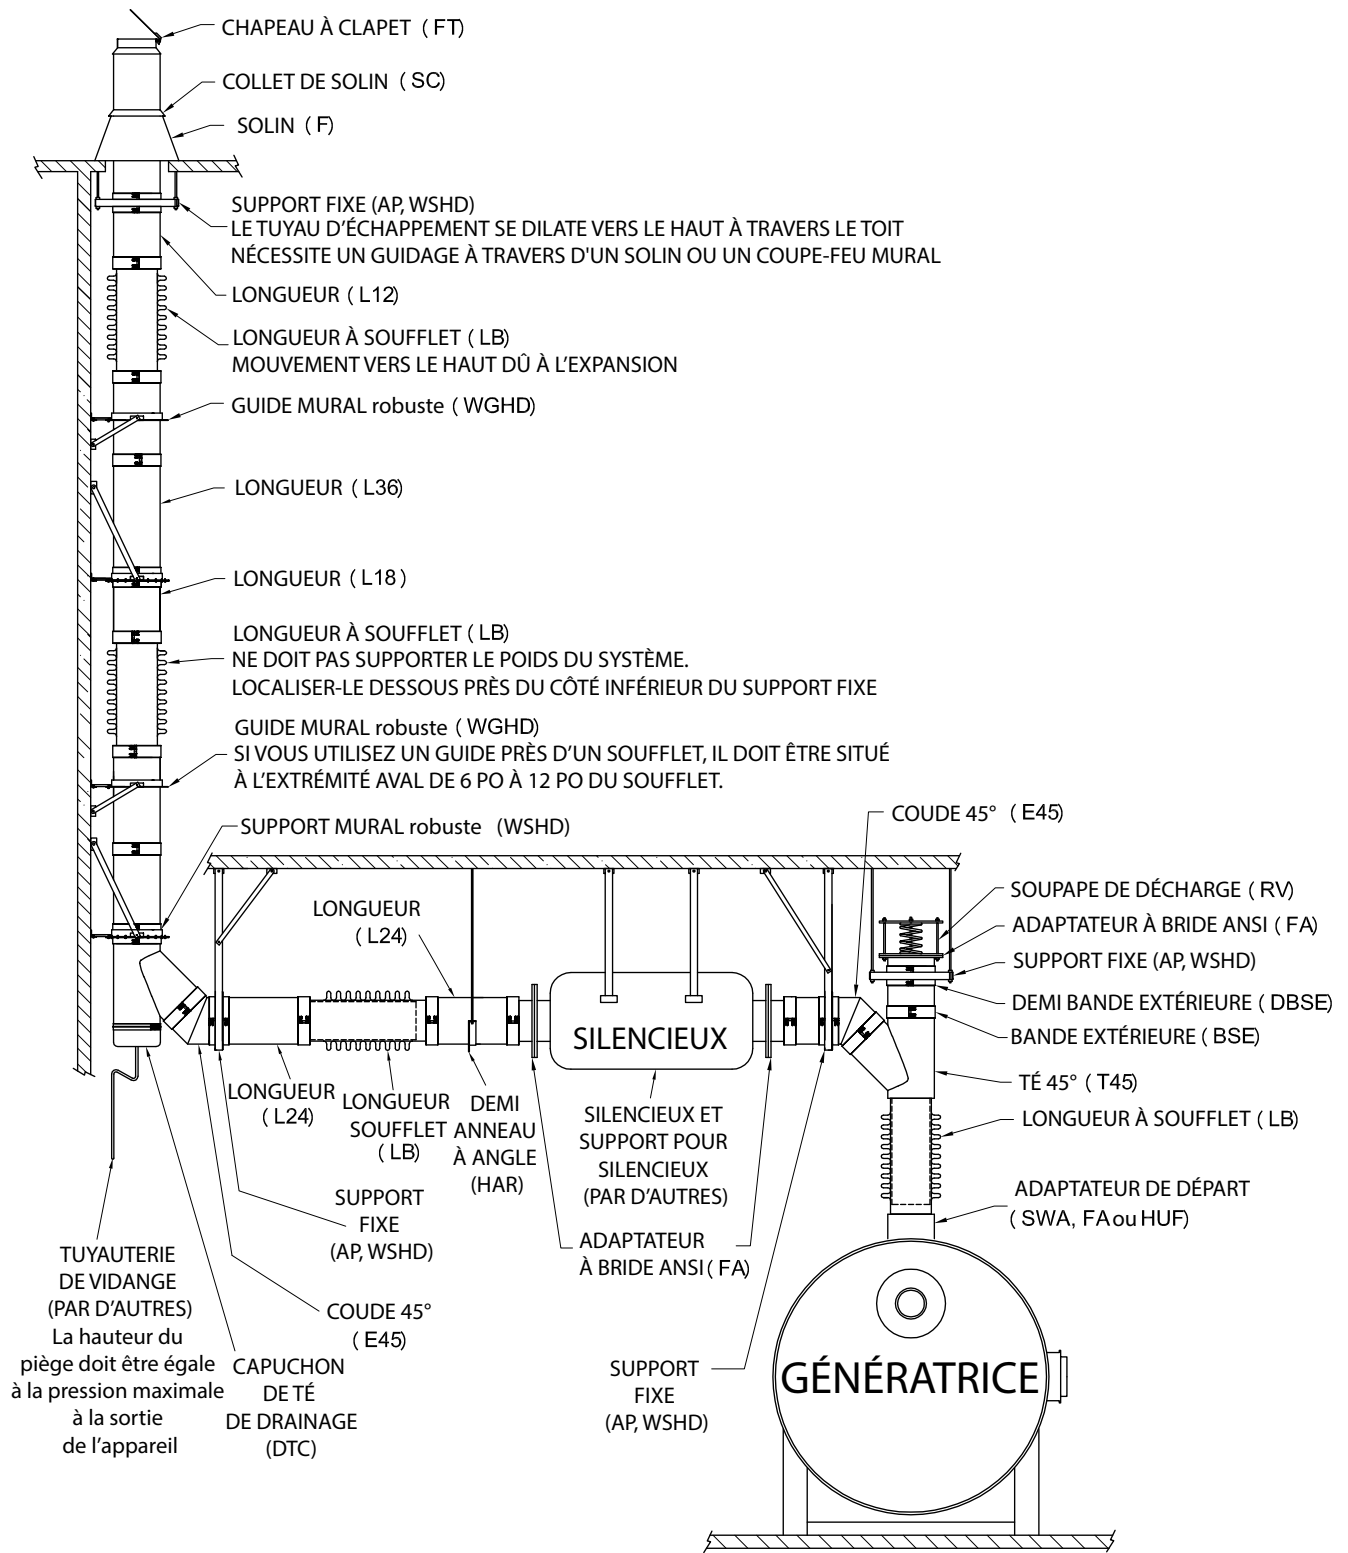 CHAPEAU À CLAPET ( FT)
COLLET DE SOLIN ( SC)
SOLIN ( F)
SUPPORT FIXE (AP, WSHD)
LE TUYAU D'ÉCHAPPEMENT SE DILATE VERS LE HAUT À TRAVERS LE TOIT
NÉCESSITE UN GUIDAGE À TRAVERS D'UN SOLIN OU UN COUPE-FEU MURAL
LONGUEUR ( L12)
LONGUEUR À SOUFFLET ( LB)
MOUVEMENT VERS LE HAUT DÛ À L'EXPANSION
GUIDE MURAL robuste ( WGHD)
LONGUEUR ( L36)
LONGUEUR ( L18 )
LONGUEUR À SOUFFLET ( LB)
NE DOIT PAS SUPPORTER LE POIDS DU SYSTÈME.
LOCALISER-LE DESSOUS PRÈS DU CÔTÉ INFÉRIEUR DU SUPPORT FIXE
GUIDE MURAL robuste ( WGHD)
SI VOUS UTILISEZ UN GUIDE PRÈS D'UN SOUFFLET, IL DOIT ÊTRE SITUÉ
À L'EXTRÉMITÉ AVAL DE 6 PO À 12 PO DU SOUFFLET.
SUPPORT MURAL robuste (WSHD)
COUDE 45° ( E45)
LONGUEUR
( L24)
SOUPAPE DE DÉCHARGE ( RV)
ADAPTATEUR À BRIDE ANSI ( FA)
SUPPORT FIXE (AP, WSHD)
DEMI BANDE EXTÉRIEURE ( DBSE)
BANDE EXTÉRIEURE ( BSE)
TÉ 45° ( T45)
LONGUEUR À SOUFFLET ( LB)
ADAPTATEUR DE DÉPART
( SWA, FA ou HUF)
SILENCIEUX
LONGUEUR
( L24)
LONGUEUR
SOUFFLET
( LB)
DEMI
ANNEAU
À ANGLE
(HAR)
SILENCIEUX ET
SUPPORT POUR
SILENCIEUX
(PAR D'AUTRES)
SUPPORT
FIXE
(AP, WSHD)
ADAPTATEUR
À BRIDE ANSI ( FA)
TUYAUTERIE
DE VIDANGE
(PAR D'AUTRES)
La hauteur du
piège doit être égale
à la pression maximale
à la sortie
de l'appareil
COUDE 45°
( E45)
CAPUCHON
DE TÉ
DE DRAINAGE
(DTC)
SUPPORT
FIXE
(AP, WSHD)
GÉNÉRATRICE